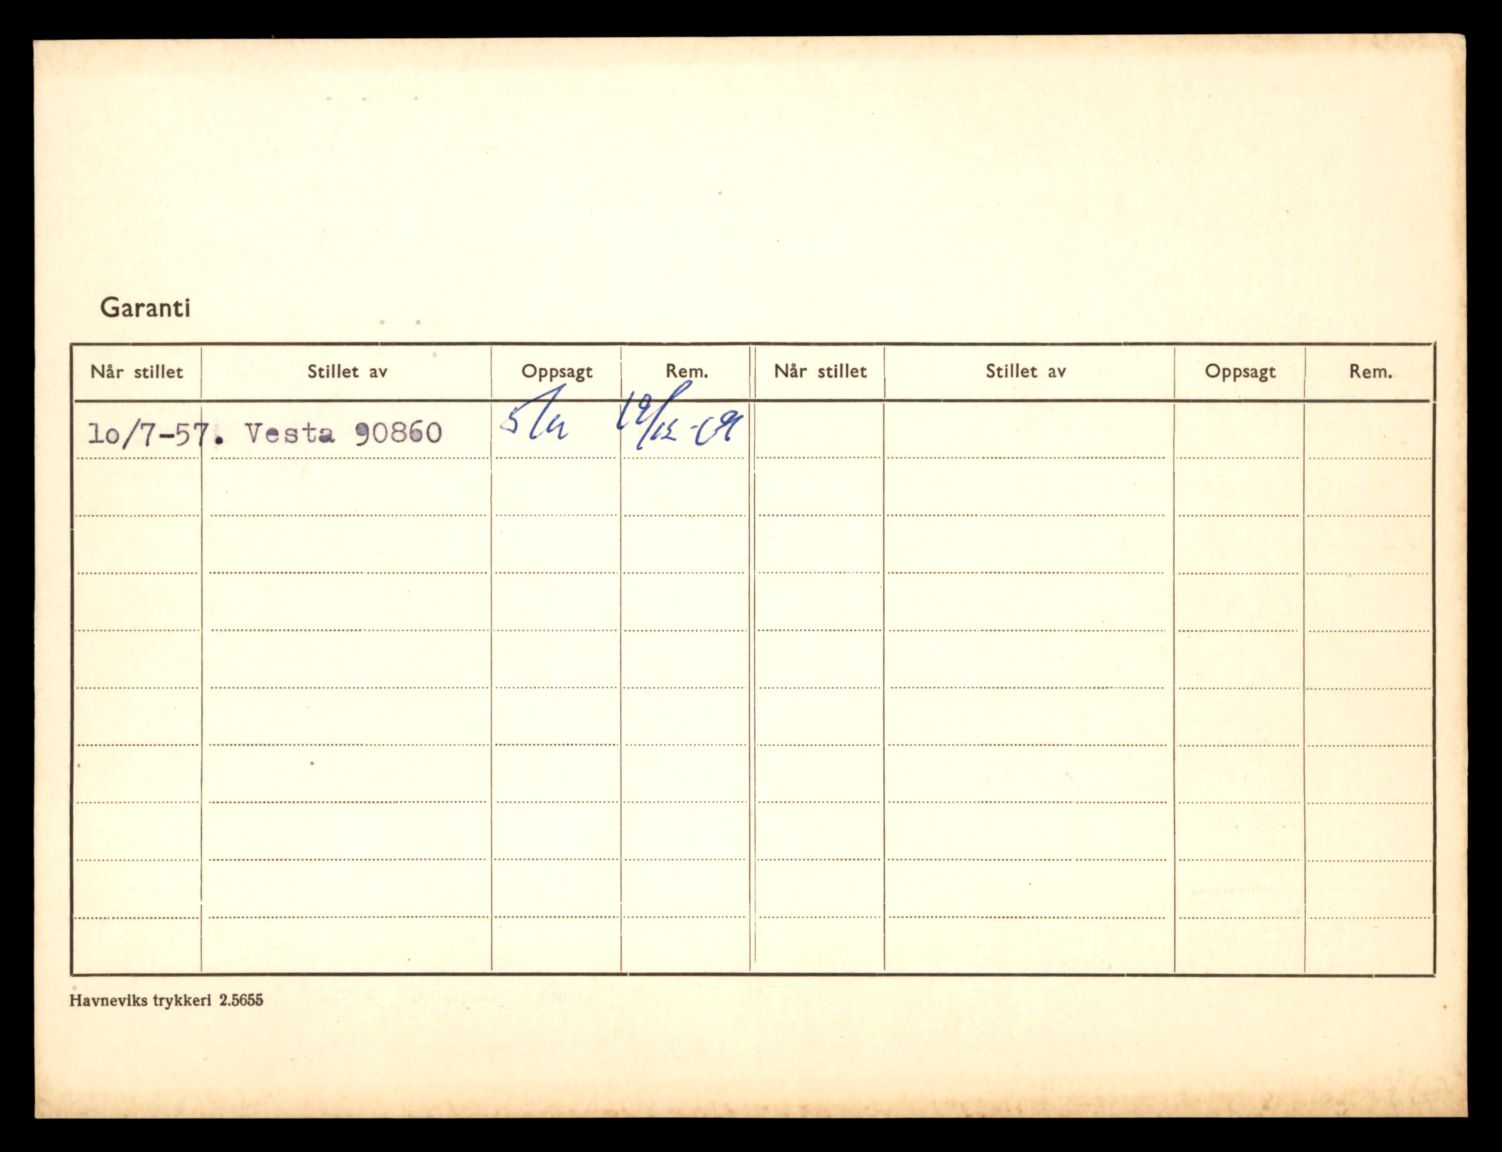 Garanti
Når stillet Stillet av Oppsagt Rem. Når stillet Stillet av Oppsagt Rem.
lo/7-57. Vesta 90860
Havneviks trykkeri 2.5655